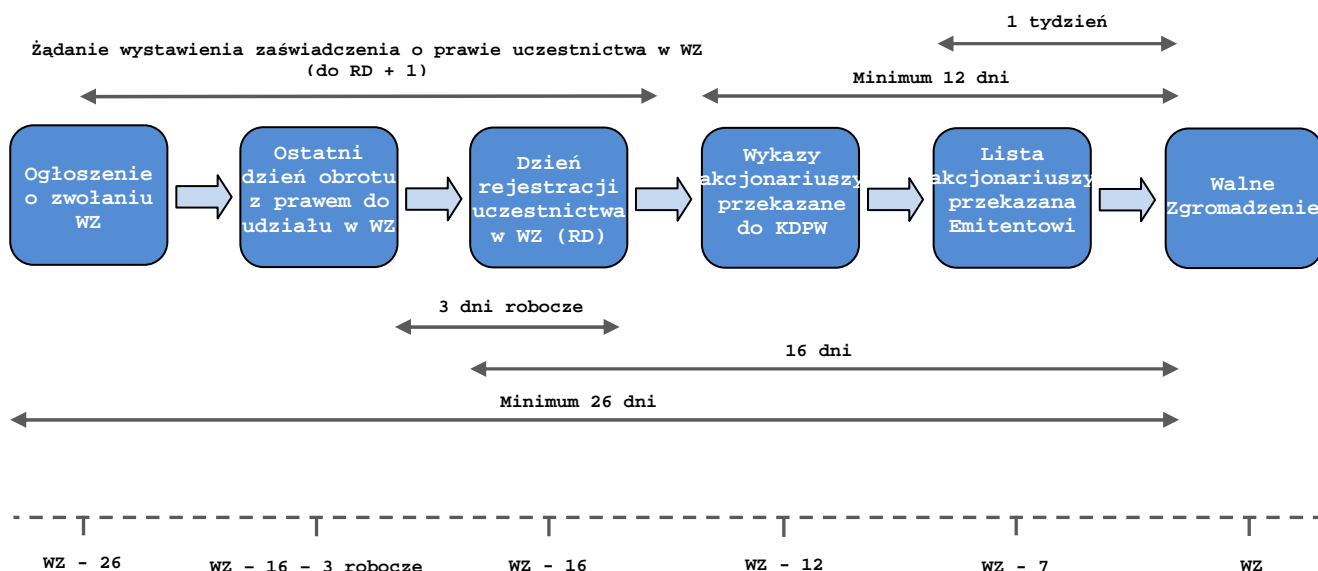 1 tydzień
Żądanie wystawienia zaświadczenia o prawie uczestnictwa w WZ
(do RD + 1)
Minimum 12 dni
Ogłoszenie
o zwołaniu
WZ
Ostatni
dzień obrotu
z prawem do
udziału w WZ
Dzień
rejestracji
uczestnictwa
w WZ (RD)
Wykazy
akcjonariuszy
przekazane
do KDPW
Lista
akcjonariuszy
przekazana
Emitentowi
Walne
Zgromadzenie
3 dni robocze
16 dni
Minimum 26 dni
WZ - 26
WZ – 16 – 3 robocze
WZ - 16
WZ - 12
WZ - 7
WZ